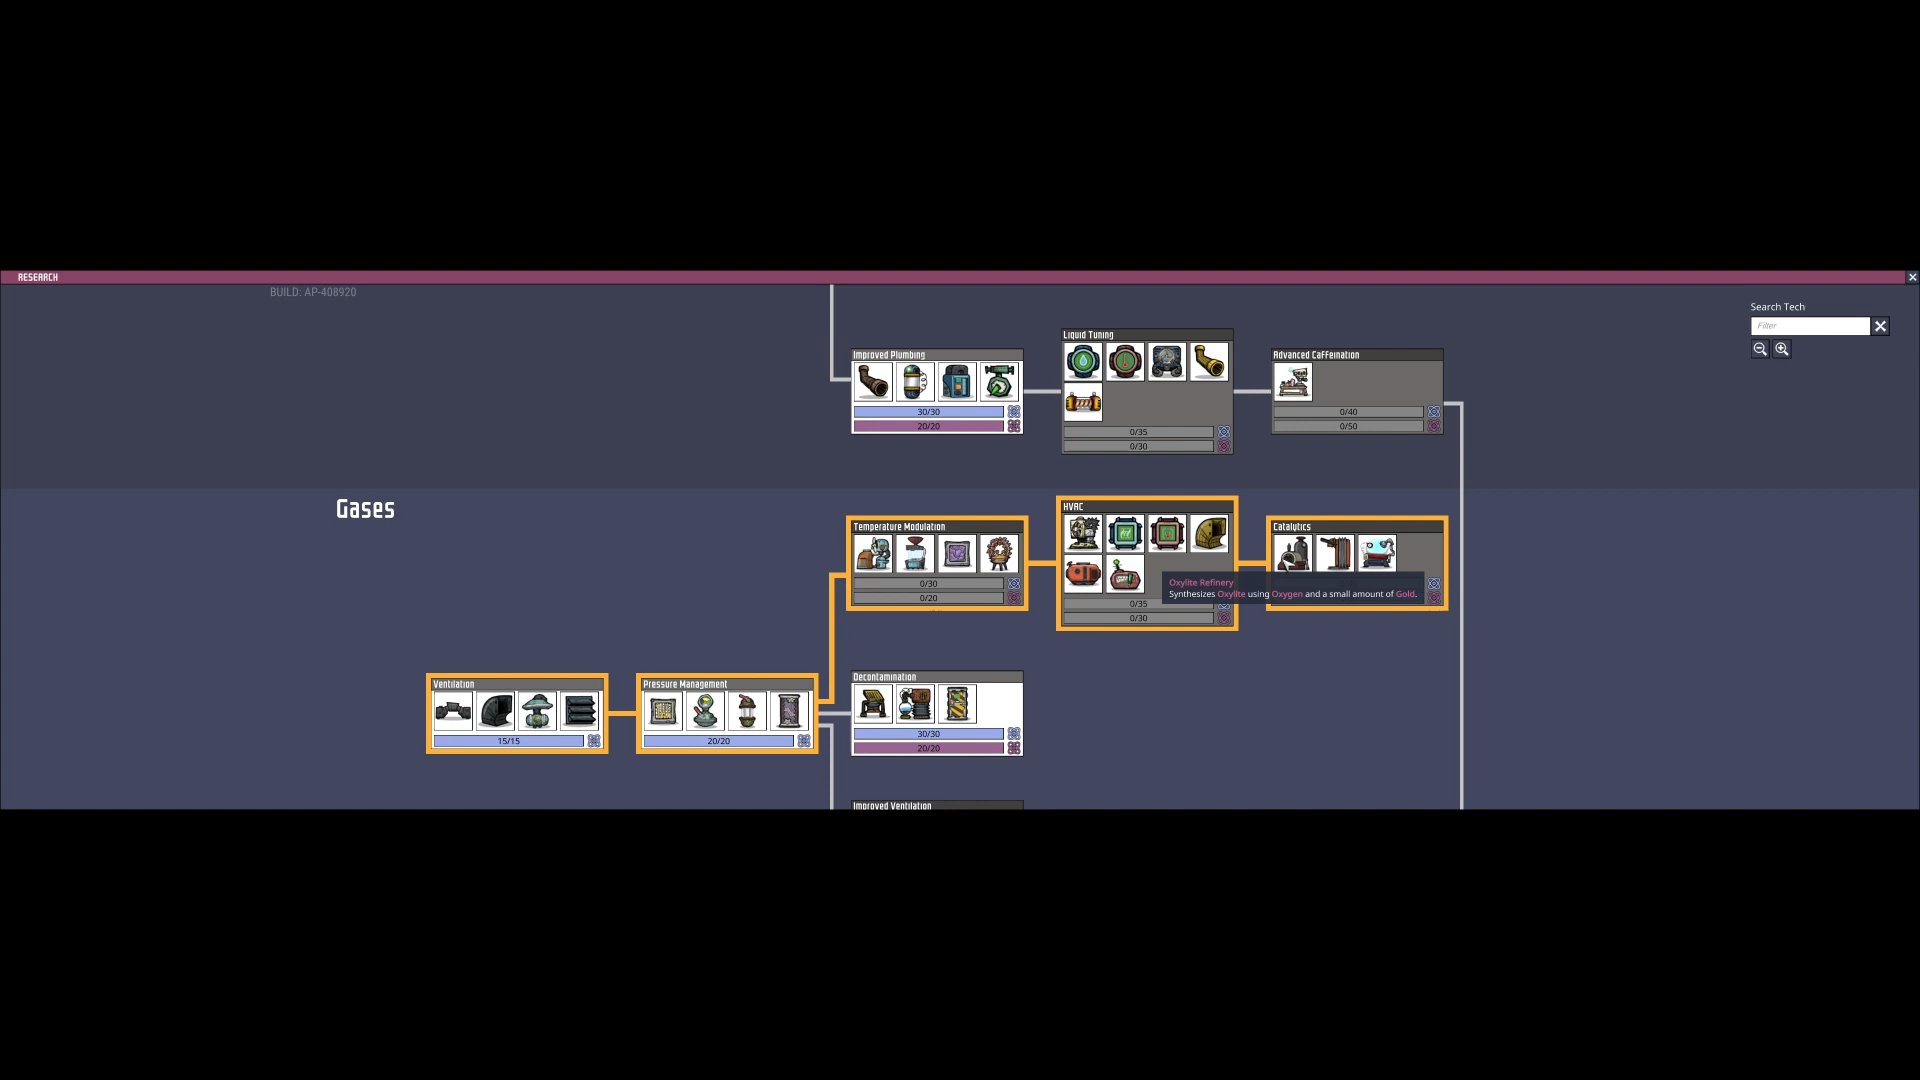 RESEARCH
BUILD: AP-408920
Search Tech
Filter
Liquid Tuning
Improved Plumbing
Advanced Caffeination
30/30
20/20
0/35
0/30
0/40
0/50
Gases
HVAC
Temperature Modulation
Catalytics
0/30
0/20
Oxylite Refinery
Synthesizes Oxylite using Oxygen and a small amount of Gold.
0/35
0/30
Ventilation
Pressure Management
Decontamination
15/15
20/20
30/30
20/20
Improved Ventilation